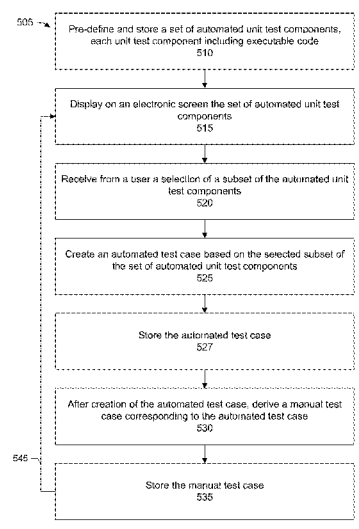 505
Pre-define and store a set of automated unit test components,
each unit test component including executable code
510
Display on an electronic screen the set of automated unit test
components
515
Receive from a user a selection of a subset of the automated unit
test components
520
Create an automated test case based on the selected subset of
the set of automated unit test components
525
Store the automated test case
527
After creation of the automated test case, derive a manual test
case corresponding to the automated test case
530
545
Store the manual test case
535